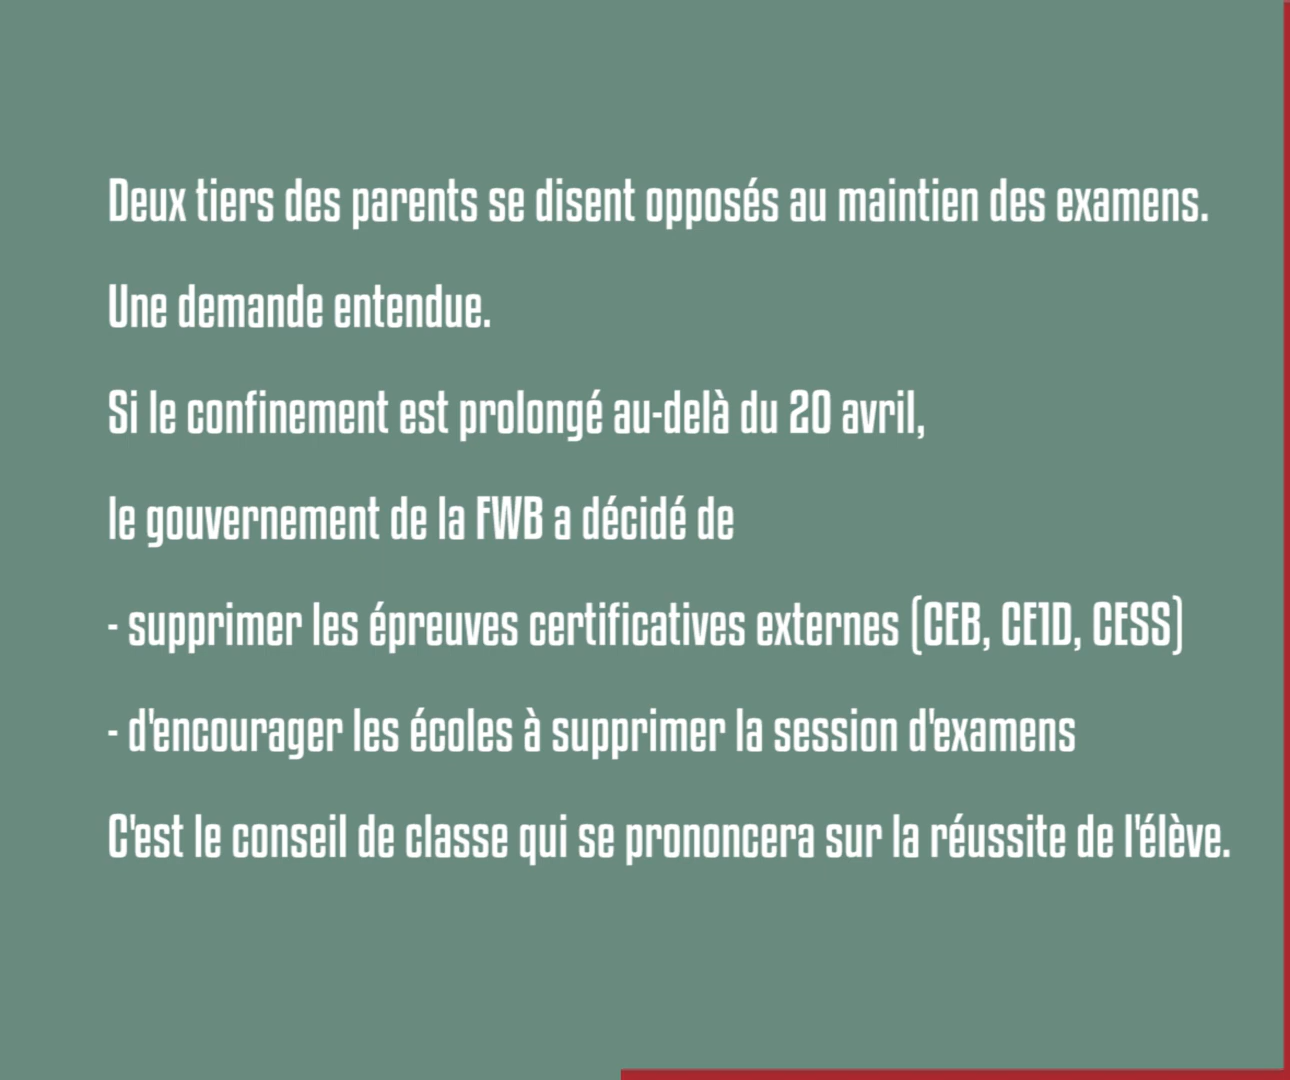 Deux tiers des parents se disent opposés au maintien des examens.
Une demande entendue.
Si le confinement est prolongé au-delà du 20 avril,
le gouvernement de la FWB a décidé de
- supprimer les épreuves certificatives externes (CEB, CE1D, CESS)
- d'encourager les écoles à supprimer la session d'examens
C'est le conseil de classe qui se prononcera sur la réussite de l'élève.